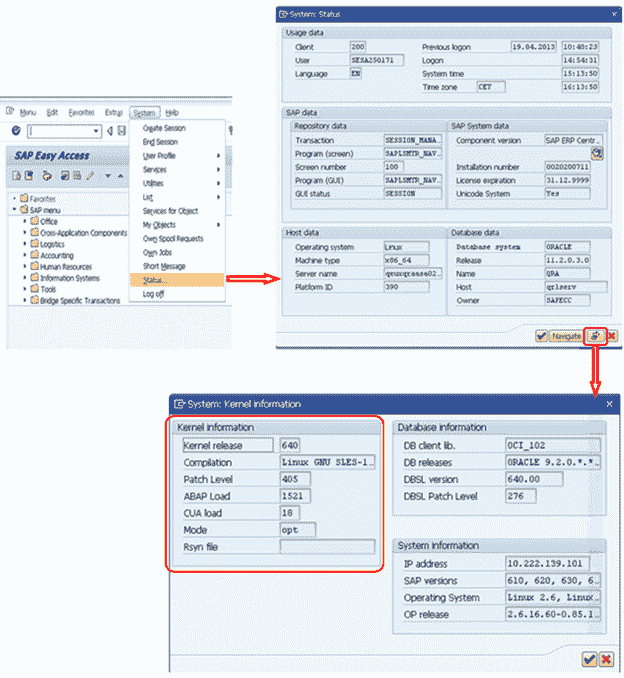 Menu Edit Favorites Extras System Help
SAP Easy Access
Favorites
SAP menu
Office
Cross-Application Components
Logistics
Accounting
Human Resources
Information Systems
Tools
Bridge Specific Transactions
Create Session
End Session
User Profile
Services
Utilities
List
Services for Object
My Objects
Own Spool Requests
Own Jobs
Short Message
Status...
Log off
System: Status
Usage data
Client 200 Previous logon 19.04.2013 10:40:23
User SESA250171 Logon 14:54:31
Language EN System time 15:13:50
Time zone CET 16:13:50
SAP data
Repository data
Transaction SESSION_MANA
Program (screen) SAPLSMTR_NAV
Screen number 100
Program (GUI) SAPLSMTR_NAV
GUI status SESSION
SAP System data
Component version SAP ERP Centr
Installation number 0020200711
License expiration 31.12.9999
Unicode System Yes
Host data
Operating system Linux
Machine type x86_64
Server name
Platform ID 390
Database data
Database system ORACLE
Release 11.2.0.3.0
Name QRA
Host qrlserv
Owner SAPECC
Navigate
System: Kernel information
Kernel information
Kernel release 640
Compilation Linux GNU SLES-1..
Patch Level 405
ABAP Load 1521
CUA load 18
Mode opt
Rsyn file
Database information
DB client lib. OCI_102
DB releases ORACLE 9.2.0.*.*..
DBSL version 640.00
DBSL Patch Level 276
System information
IP address 10.222.139.101
SAP versions 610, 620, 630, 6..
Operating System Linux 2.6, Linux..
OP release 2.6.16.60-0.85.1..